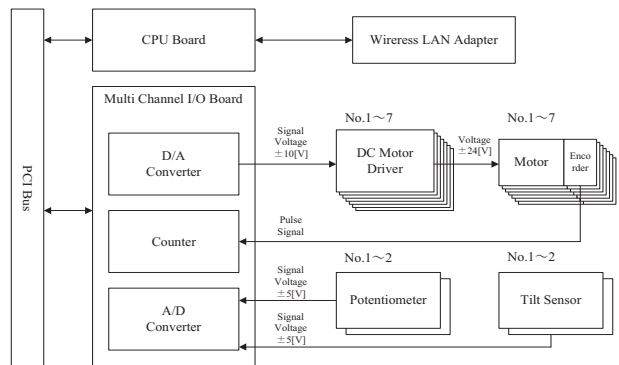 CPU Board
Wireress LAN Adapter
PCI Bus
Multi Channel I/O Board
D/A
Converter
Signal
Voltage
±10[V]
No.1～7
DC Motor
Driver
Voltage
±24[V]
No.1～7
Motor
Enco
rder
Counter
Pulse
Signal
A/D
Converter
Signal
Voltage
±5[V]
No.1～2
Potentiometer
No.1～2
Tilt Sensor
Signal
Voltage
±5[V]